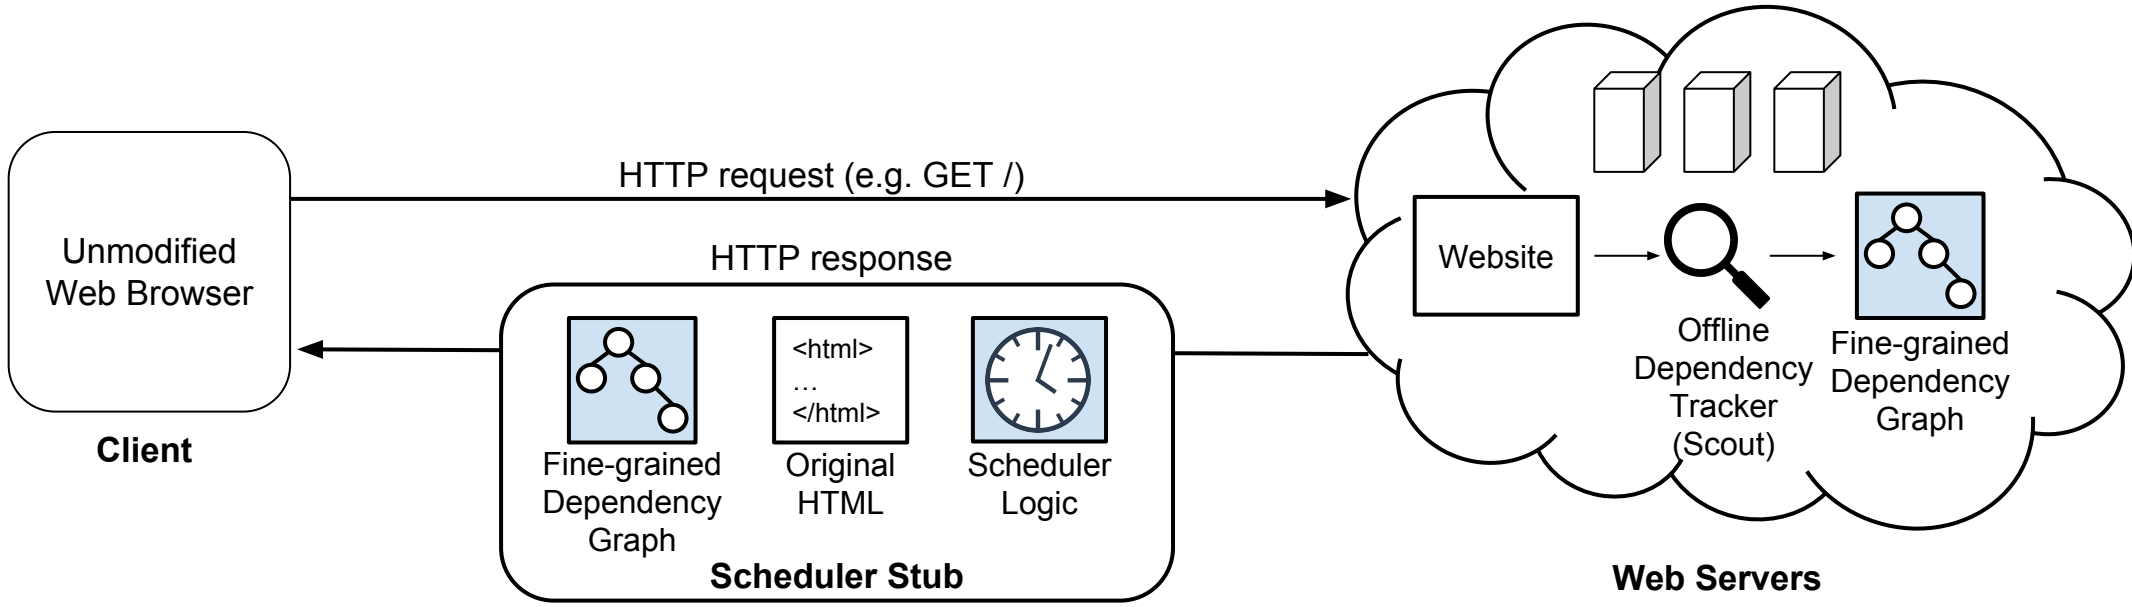 Unmodified
Web Browser
Client
HTTP request (e.g. GET /)
HTTP response
Fine-grained
Dependency
Graph
<html>
...
</html>
Original
HTML
Scheduler
Logic
Scheduler Stub
Website
Offline
Dependency
Tracker
(Scout)
Fine-grained
Dependency
Graph
Web Servers